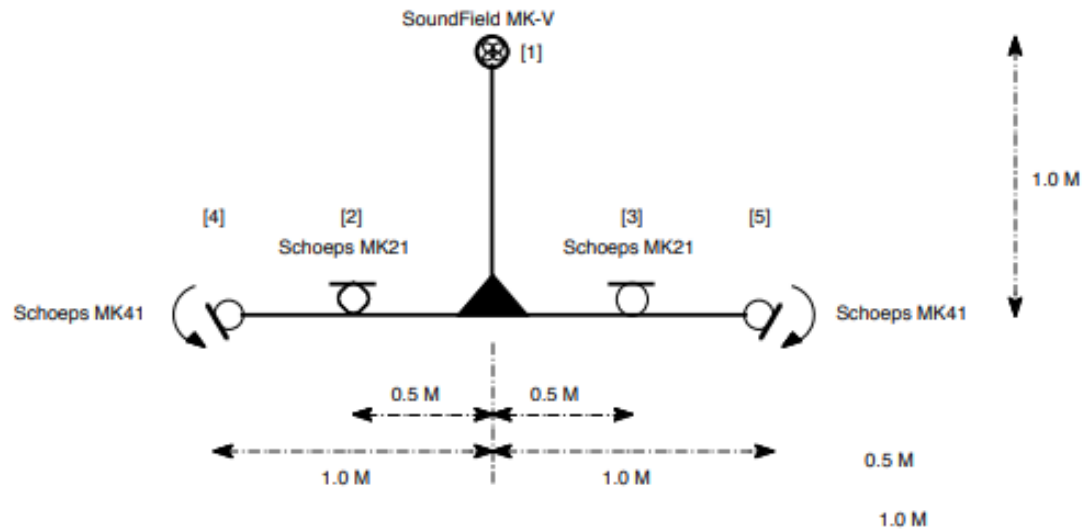 SoundField MK-V
[1]
1.0 M
[4]
[2]
[3]
[5]
Schoeps MK21
Schoeps MK21
Schoeps MK41
Schoeps MK41
0.5 M
0.5 M
0.5 M
1.0 M
1.0 M
1.0 M